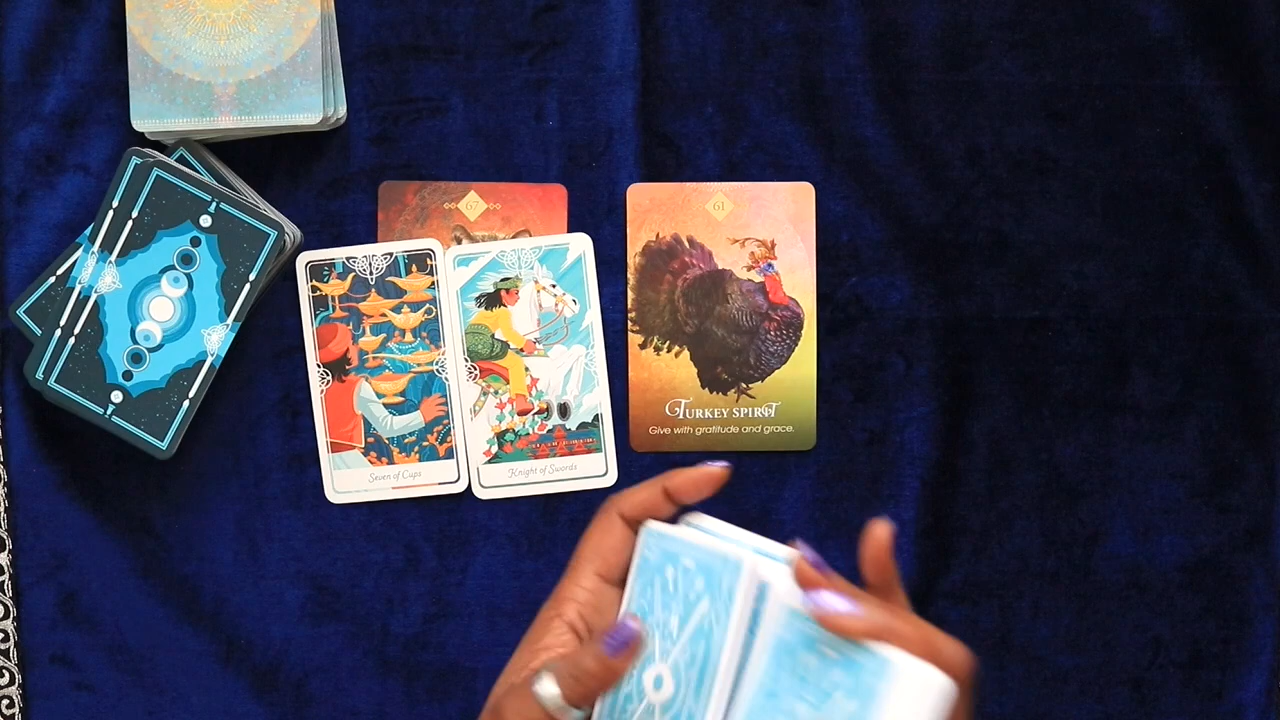 67
61
TURKEY SPIRIT
Give with gratitude and grace.
Seven of Cups
Knight of Swords